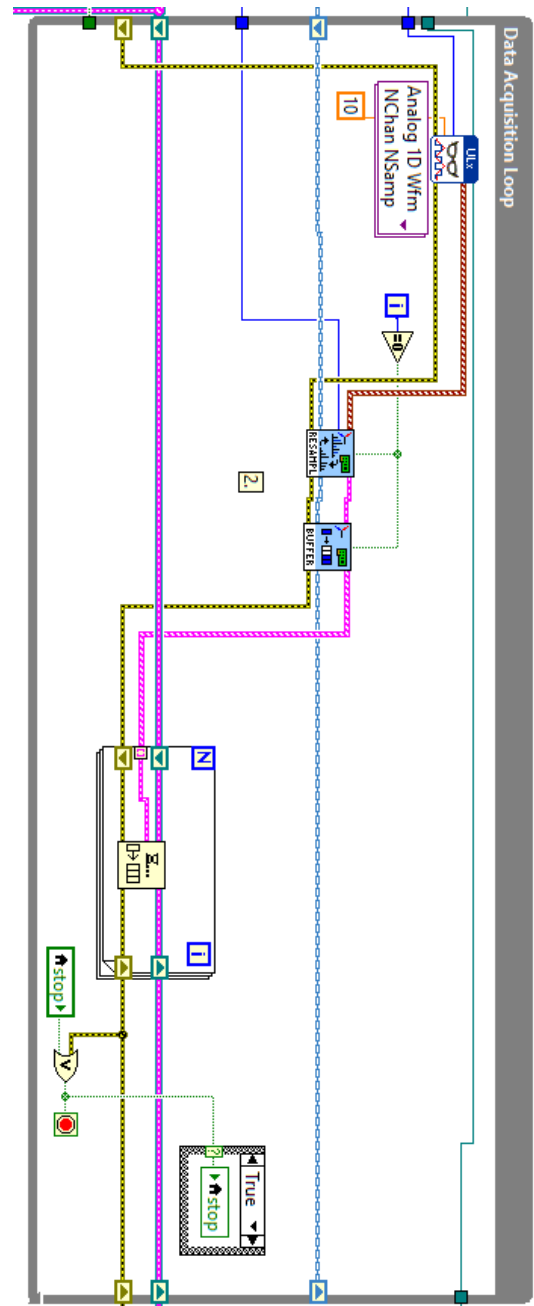 Data Acquisition Loop
ULx
Analog 1D Wfm
NChan NSamp
10
i
=0
RESAMPL
BUFFER
2.
N
i
stop
V
?
True
stop